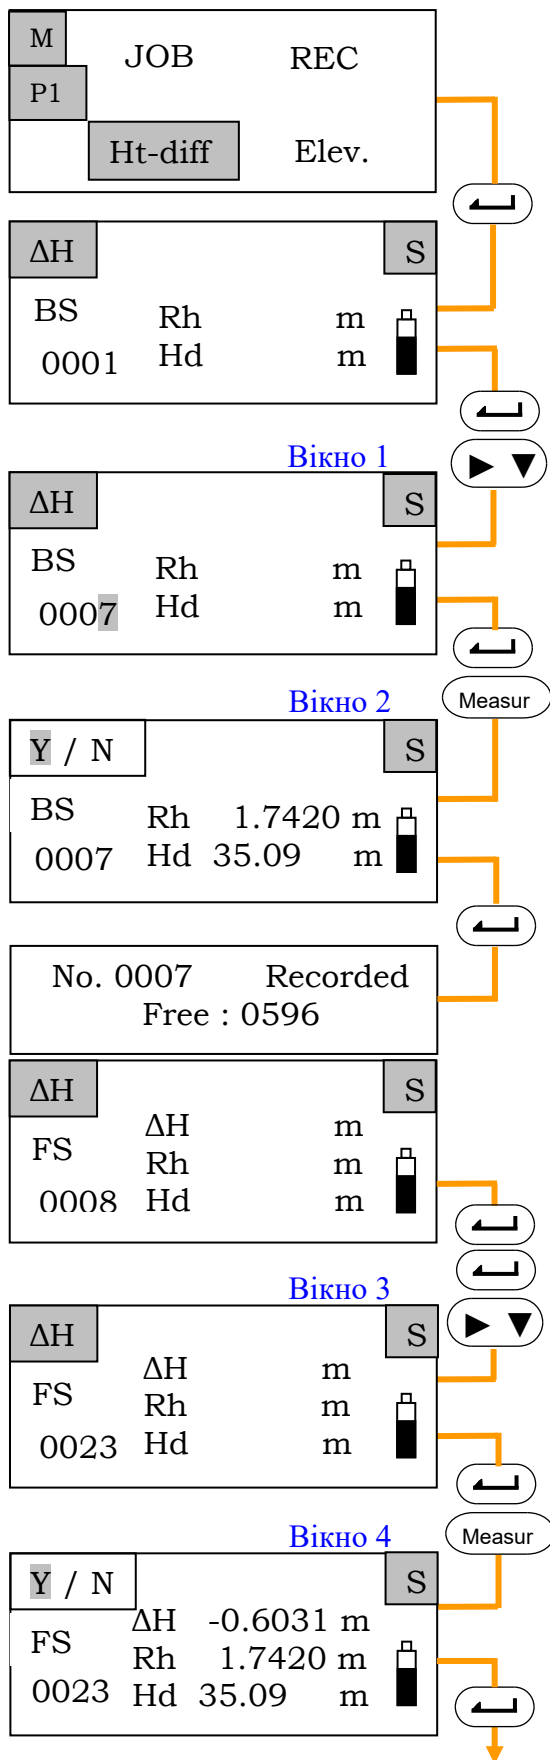 M
JOB REC
P1
Ht-diff Elev.
ΔH S
BS Rh m
0001 Hd m
Вікно 1
ΔH S
BS Rh m
0007 Hd m
Вікно 2
Measur
Y / N S
BS Rh 1.7420 m
0007 Hd 35.09 m
No. 0007 Recorded
Free : 0596
ΔH S
ΔH m
FS Rh m
0008 Hd m
Вікно 3
ΔH S
ΔH m
FS Rh m
0023 Hd m
Вікно 4
Measur
Y / N S
ΔH -0.6031 m
FS Rh 1.7420 m
0023 Hd 35.09 m